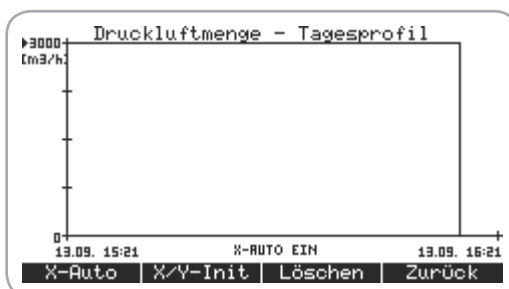 Druckluftmenge - Tagesprofil
▶3000
[m3/h]
0
13.09. 15:21 X-AUTO EIN 13.09. 16:21
X-Auto X/Y-Init Löschen Zurück